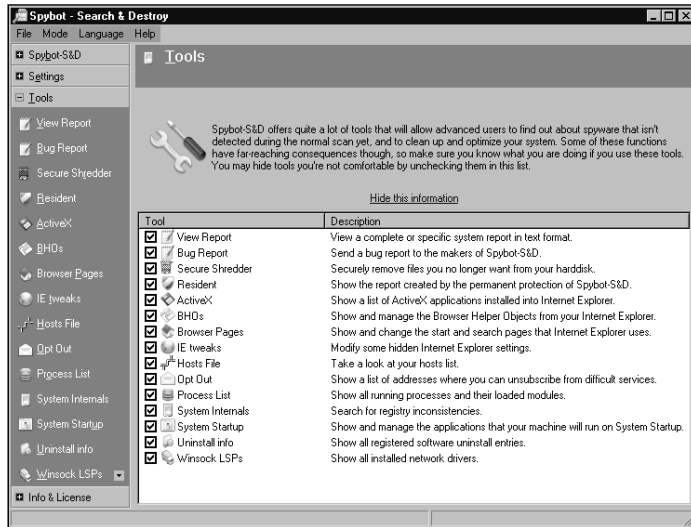 Spybot - Search & Destroy
File Mode Language Help
Spybot-S&D
Settings
Tools
View Report
Bug Report
Secure Shredder
Resident
ActiveX
BHOs
Browser Pages
IE tweaks
Hosts File
Opt Out
Process List
System Internals
System Startup
Uninstall info
Winsock LSPs
Info & License
Tools
Spybot-S&D offers quite a lot of tools that will allow advanced users to find out about spyware that isn't
detected during the normal scan yet, and to clean up and optimize your system. Some of these functions
have far-reaching consequences though, so make sure you know what you are doing if you use these tools.
You may hide tools you're not comfortable by unchecking them in this list.
Hide this information
Tool Description
View Report View a complete or specific system report in text format.
Bug Report Send a bug report to the makers of Spybot-S&D.
Secure Shredder Securely remove files you no longer want from your harddisk.
Resident Show the report created by the permanent protection of Spybot-S&D.
ActiveX Show a list of ActiveX applications installed into Internet Explorer.
BHOs Show and manage the Browser Helper Objects from your Internet Explorer.
Browser Pages Show and change the start and search pages that Internet Explorer uses.
IE tweaks Modify some hidden Internet Explorer settings.
Hosts File Take a look at your hosts list.
Opt Out Show a list of addresses where you can unsubscribe from difficult services.
Process List Show all running processes and their loaded modules.
System Internals Search for registry inconsistencies.
System Startup Show and manage the applications that your machine will run on System Startup.
Uninstall info Show all registered software uninstall entries.
Winsock LSPs Show all installed network drivers.